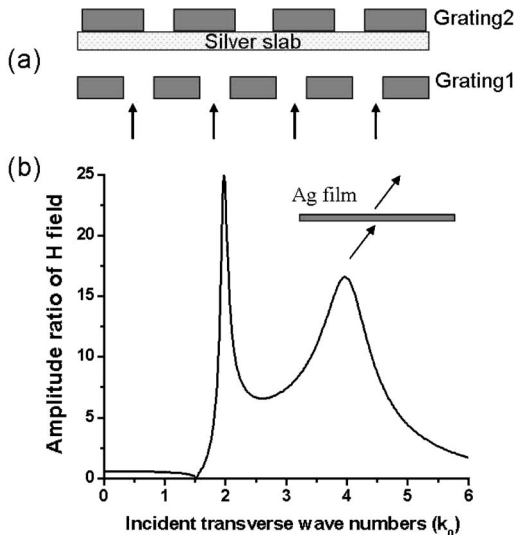 Grating2
Silver slab
(a)
Grating1
(b)
25
20
15
10
5
0
Ag film
0 1 2 3 4 5 6
Amplitude ratio of H field
Incident transverse wave numbers (k₀)